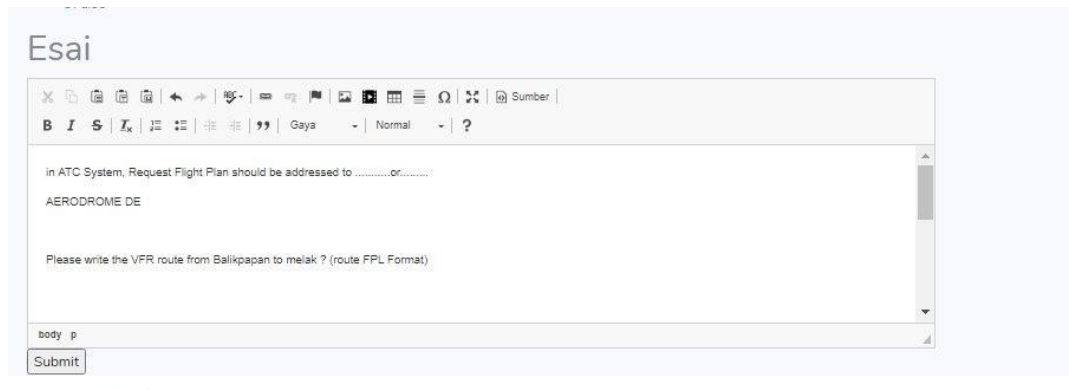 Esai
Sumber
B I S Ix Gaya Normal ?
in ATC System, Request Flight Plan should be addressed to ...........or.........
AERODROME DE
Please write the VFR route from Balikpapan to melak ? (route FPL Format)
body p
Submit